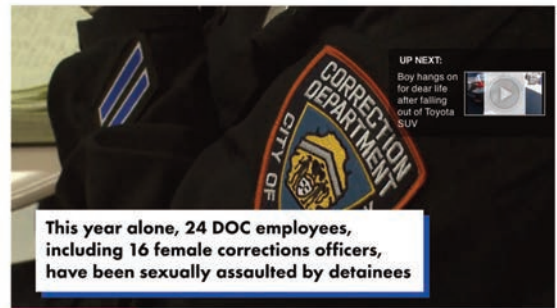 UP NEXT:
Boy hangs on
for dear life
after falling
out of Toyota
SUV
CORRECTION
DEPARTMENT
CITY OF
This year alone, 24 DOC employees,
including 16 female corrections officers,
have been sexually assaulted by detainees